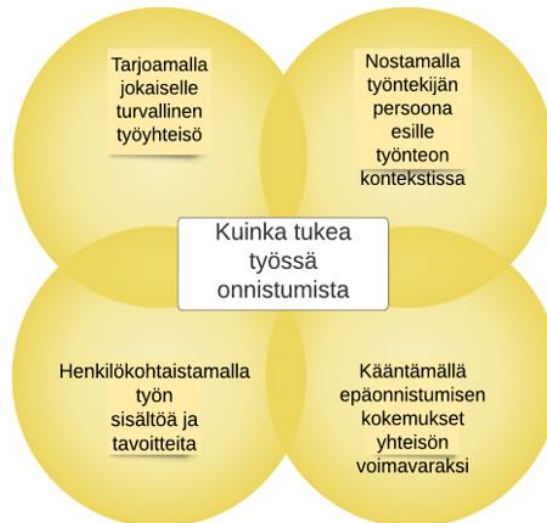 Tarjoamalla
jokaiselle
turvallinen
työyhteisö
Nostamalla
työntekijän
persoona
esille
työnteon
kontekstissa
Kuinka tukea
työssä
onnistumista
Henkilökohtaistamalla
työn
sisältöä ja
tavoitteita
Kääntämällä
epäonnistumisen
kokemukset
yhteisön
voimavaraksi